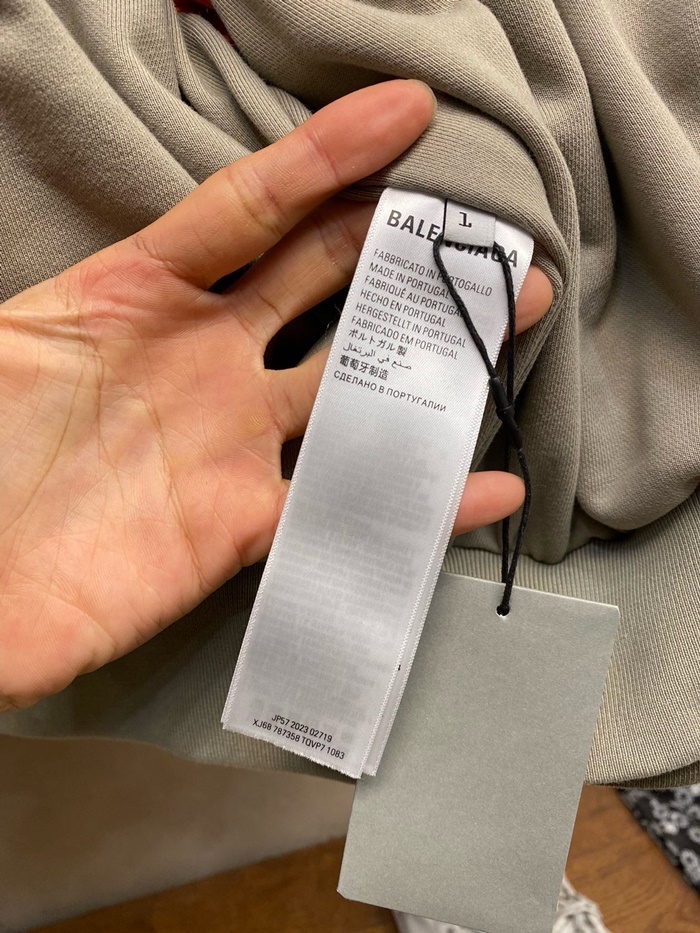 1
BALENCIAGA
FABBRICATO IN PORTOGALLO
MADE IN PORTUGAL
FABRIQUÉ AU PORTUGAL
HECHO EN PORTUGAL
HERGESTELLT IN PORTUGAL
FABRICADO EM PORTUGAL
ポルトガル製
صنع في البرتغال
葡萄牙制造
СДЕЛАНО В ПОРТУГАЛИИ
JP57 2023 02719
XJ68 787358 TQVP7 1083